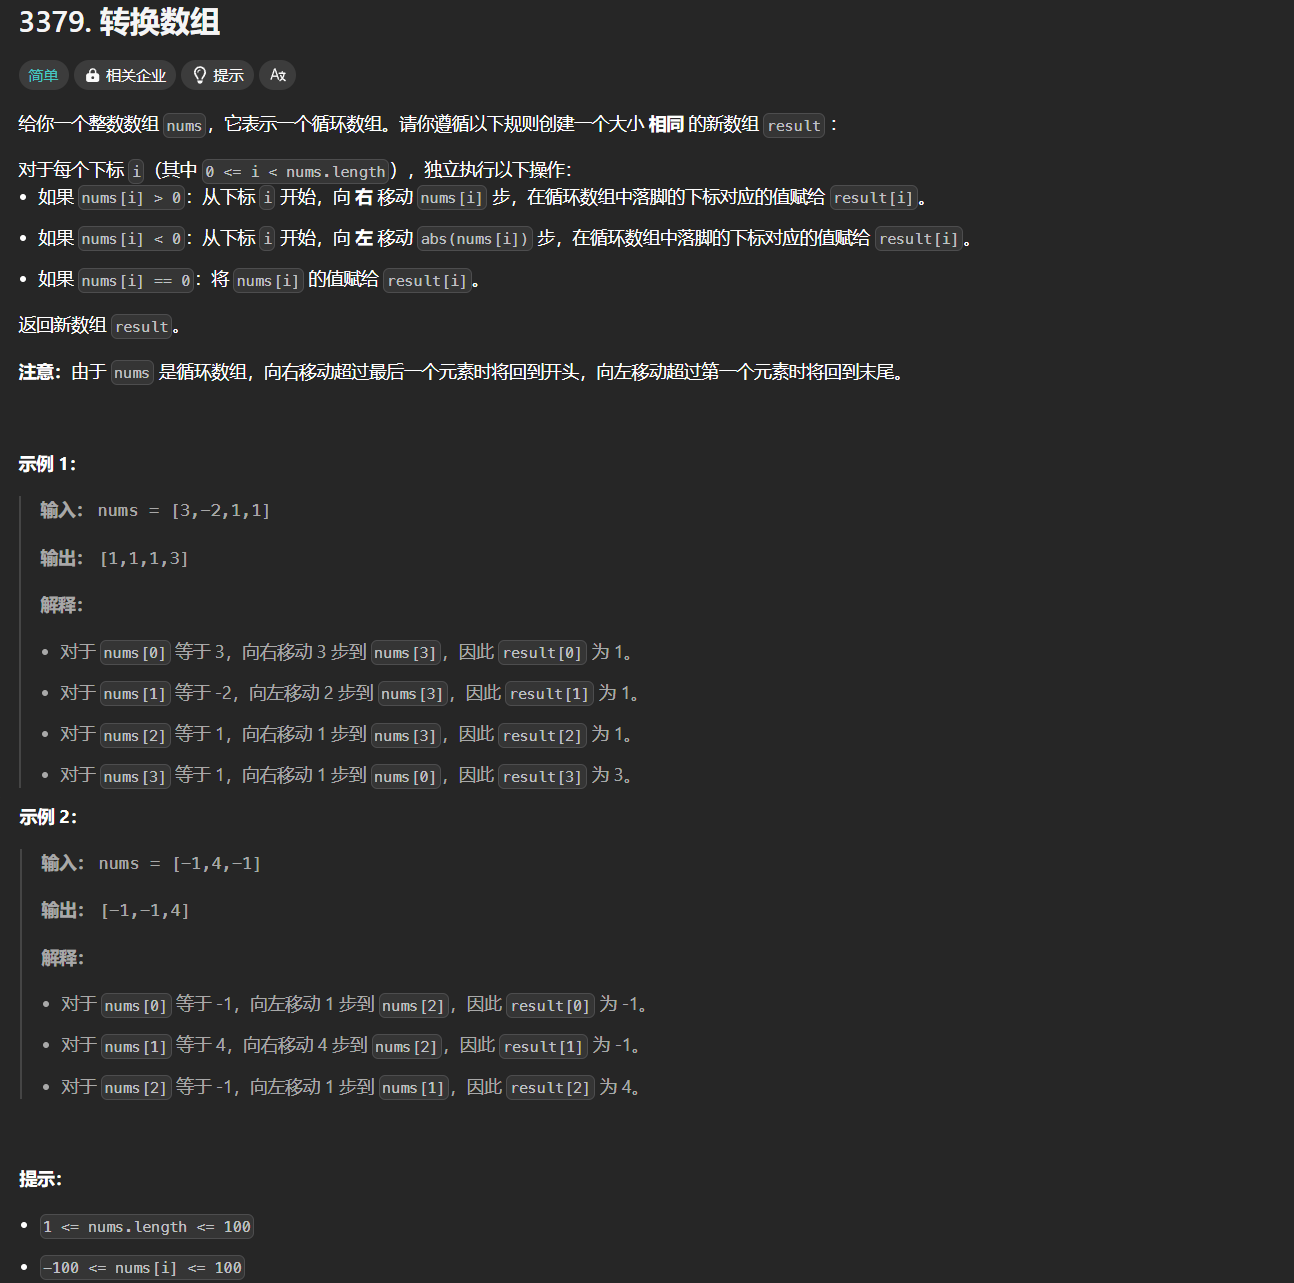 3379. 转换数组
简单 相关企业 提示
给你一个整数数组 nums，它表示一个循环数组。请你遵循以下规则创建一个大小 相同 的新数组 result ：
对于每个下标 i（其中 0 <= i < nums.length），独立执行以下操作：
• 如果 nums[i] > 0：从下标 i 开始，向 右 移动 nums[i] 步，在循环数组中落脚的下标对应的值赋给 result[i]。
• 如果 nums[i] < 0：从下标 i 开始，向 左 移动 abs(nums[i]) 步，在循环数组中落脚的下标对应的值赋给 result[i]。
• 如果 nums[i] == 0：将 nums[i] 的值赋给 result[i]。
返回新数组 result。
注意：由于 nums 是循环数组，向右移动超过最后一个元素时将回到开头，向左移动超过第一个元素时将回到末尾。
示例 1：
输入： nums = [3,-2,1,1]
输出： [1,1,1,3]
解释：
• 对于 nums[0] 等于 3，向右移动 3 步到 nums[3]，因此 result[0] 为 1。
• 对于 nums[1] 等于 -2，向左移动 2 步到 nums[3]，因此 result[1] 为 1。
• 对于 nums[2] 等于 1，向右移动 1 步到 nums[3]，因此 result[2] 为 1。
• 对于 nums[3] 等于 1，向右移动 1 步到 nums[0]，因此 result[3] 为 3。
示例 2：
输入： nums = [-1,4,-1]
输出： [-1,-1,4]
解释：
• 对于 nums[0] 等于 -1，向左移动 1 步到 nums[2]，因此 result[0] 为 -1。
• 对于 nums[1] 等于 4，向右移动 4 步到 nums[2]，因此 result[1] 为 -1。
• 对于 nums[2] 等于 -1，向左移动 1 步到 nums[1]，因此 result[2] 为 4。
提示：
• 1 <= nums.length <= 100
• -100 <= nums[i] <= 100